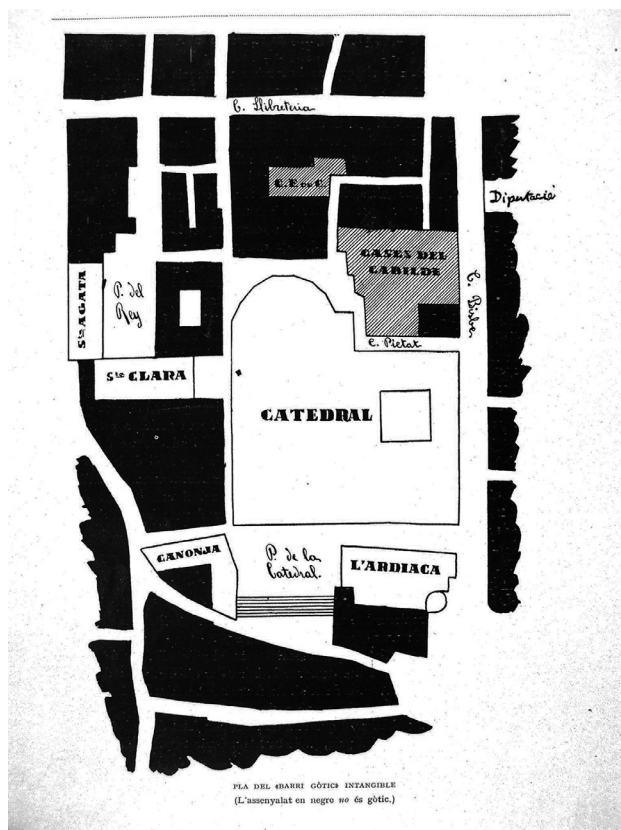 C. Llibreteria
C. E. DE C.
Diputació
CASES DEL
CABILDE
C. Bisbe
Sta AGATA
P. del
Rey
C. Pietat
Sta CLARA
CATEDRAL
CANONJA
P. de la
Catedral.
L'ARDIACA
PLA DEL «BARRI GÒTIC» INTANGIBLE
(L'assenyalat en negre no és gòtic.)